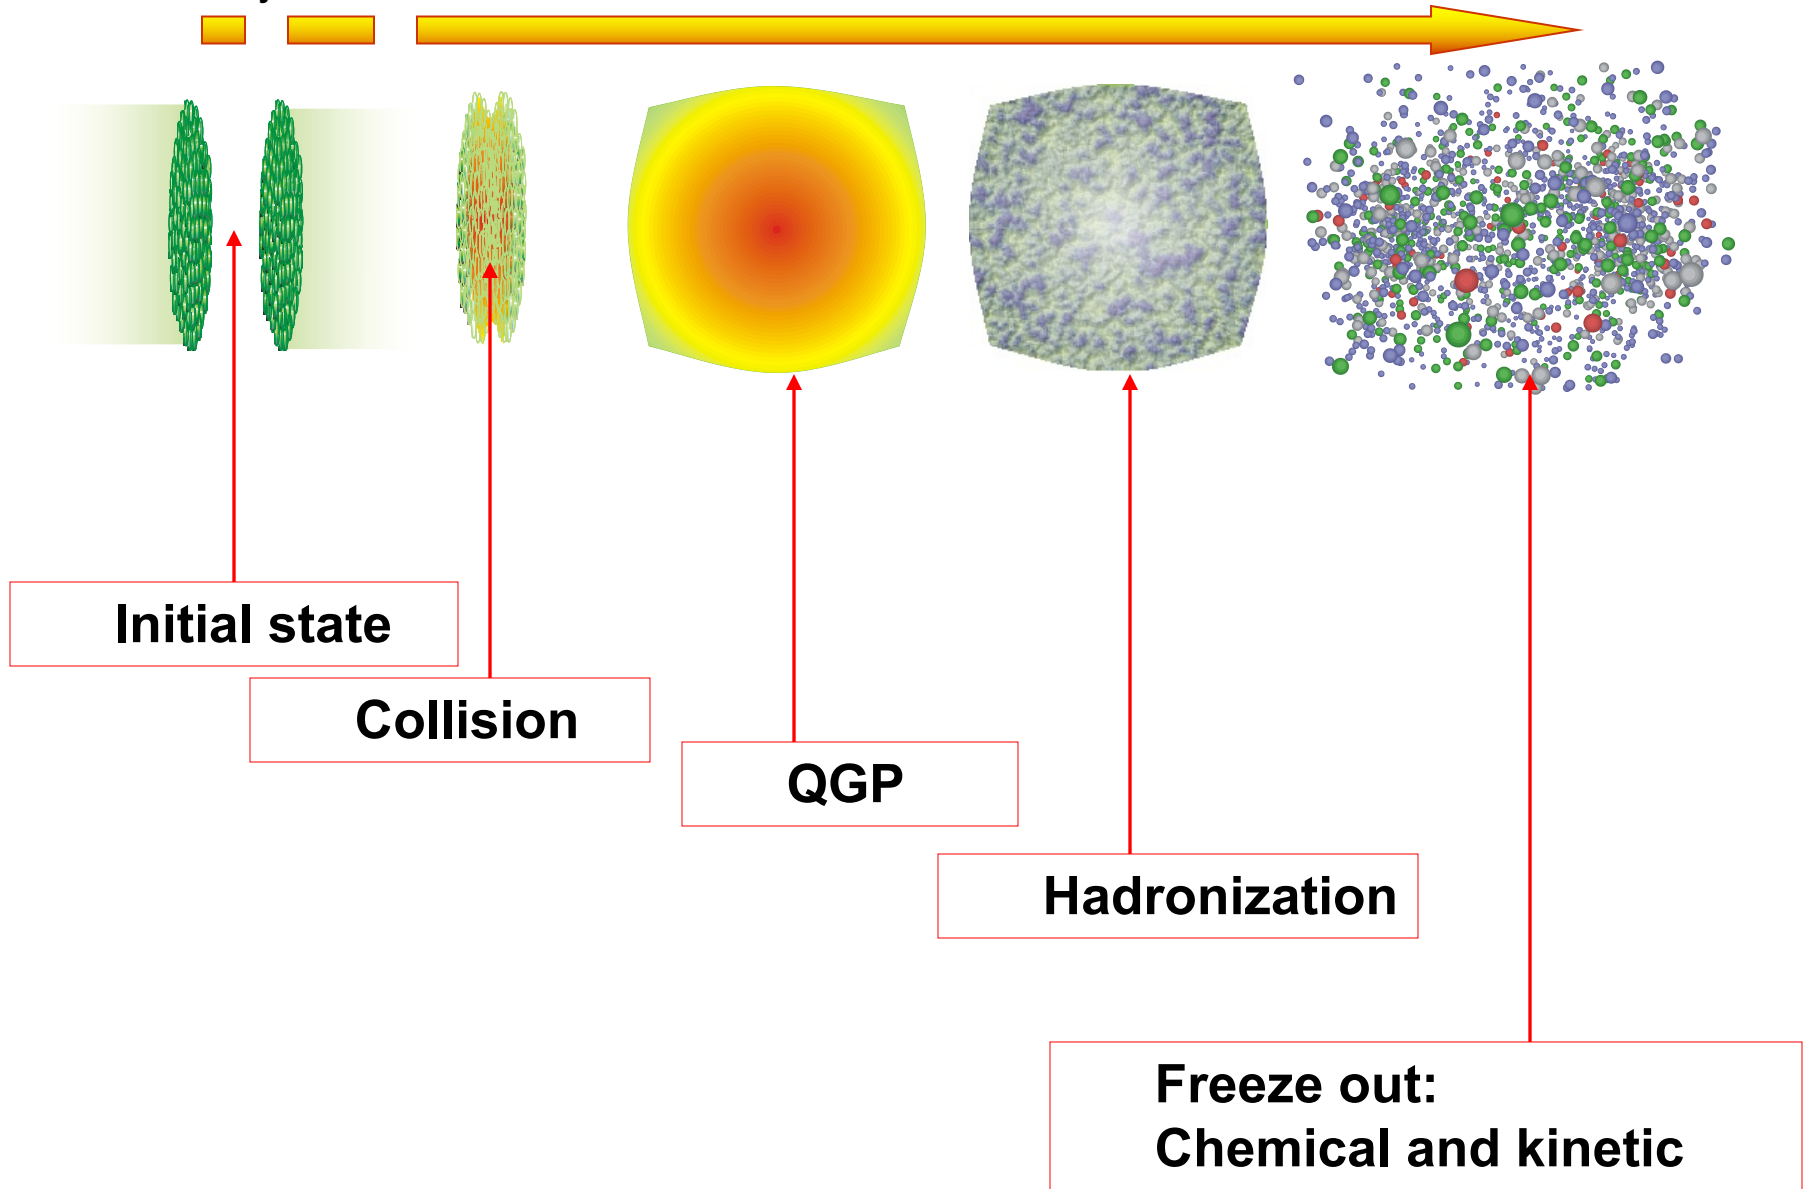 Initial state
Collision
QGP
Hadronization
Freeze out:
Chemical and kinetic